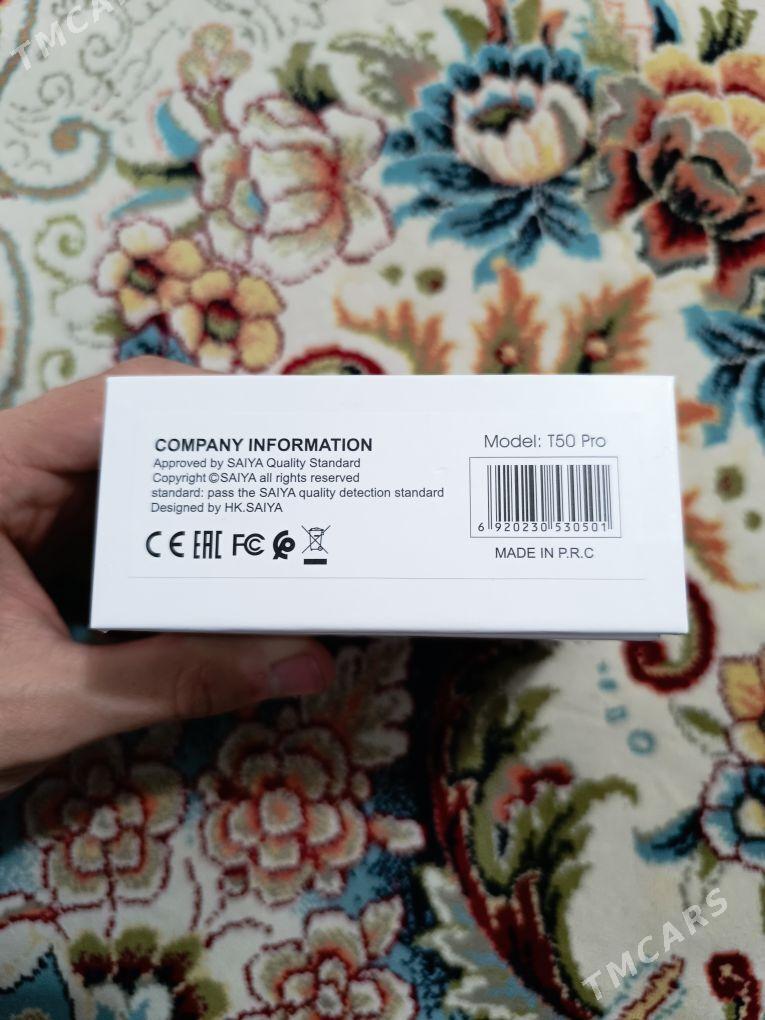 TMCARS
COMPANY INFORMATION
Approved by SAIYA Quality Standard
Copyright ©SAIYA all rights reserved
standard: pass the SAIYA quality detection standard
Designed by HK.SAIYA
CE EAC FC
Model: T50 Pro
6 920230 530501
MADE IN P.R.C
TMCARS